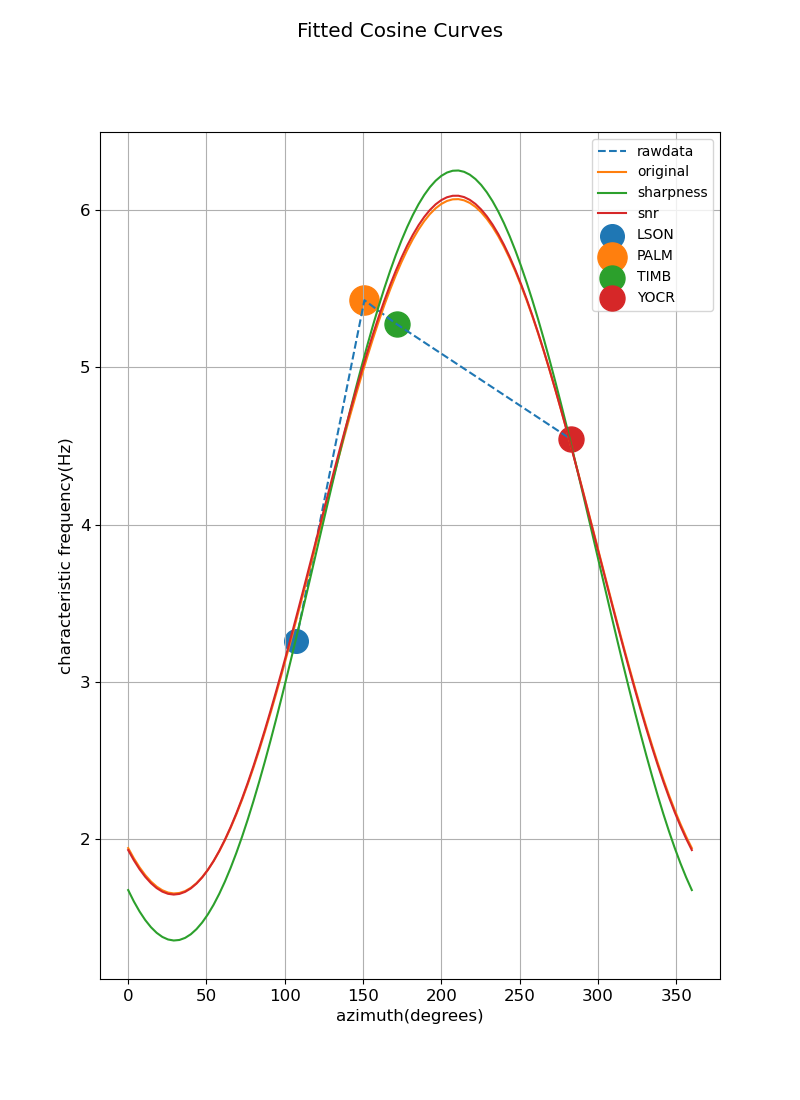 Fitted Cosine Curves
rawdata
original
sharpness
snr
LSON
PALM
TIMB
YOCR
6
5
4
3
2
characteristic frequency(Hz)
0 50 100 150 200 250 300 350
azimuth(degrees)